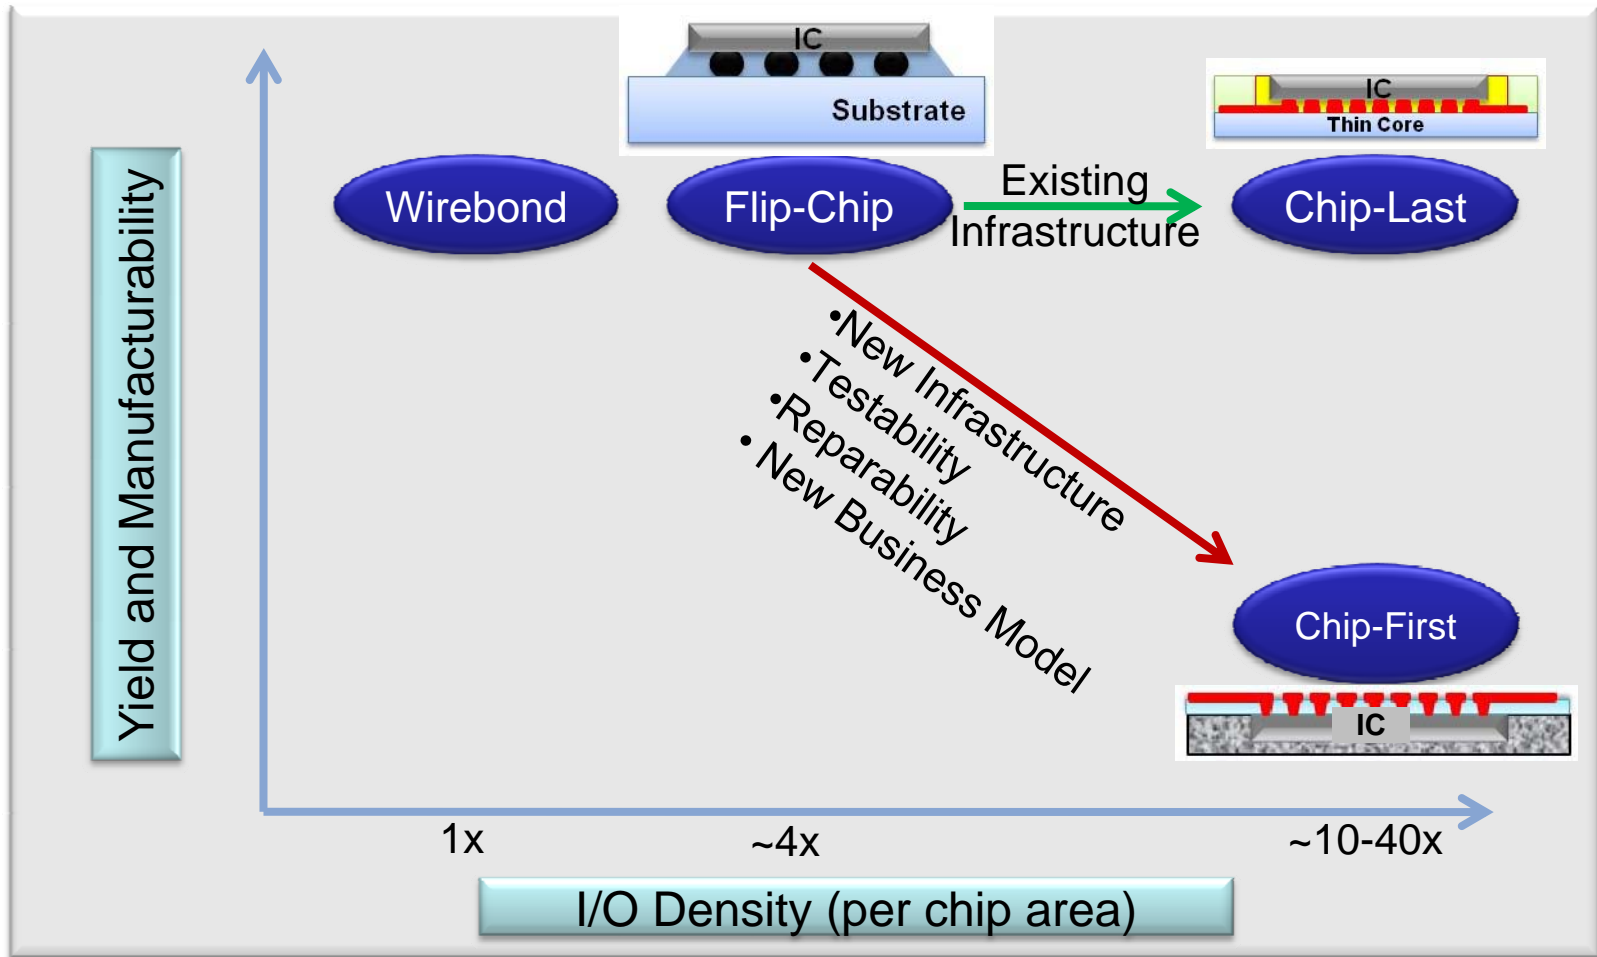 IC
Substrate
IC
Thin Core
Yield and Manufacturability
Wirebond
Flip-Chip
Existing
Infrastructure
Chip-Last
•New Infrastructure
•Testability
•Reparability
• New Business Model
Chip-First
IC
1x
~4x
~10-40x
I/O Density (per chip area)